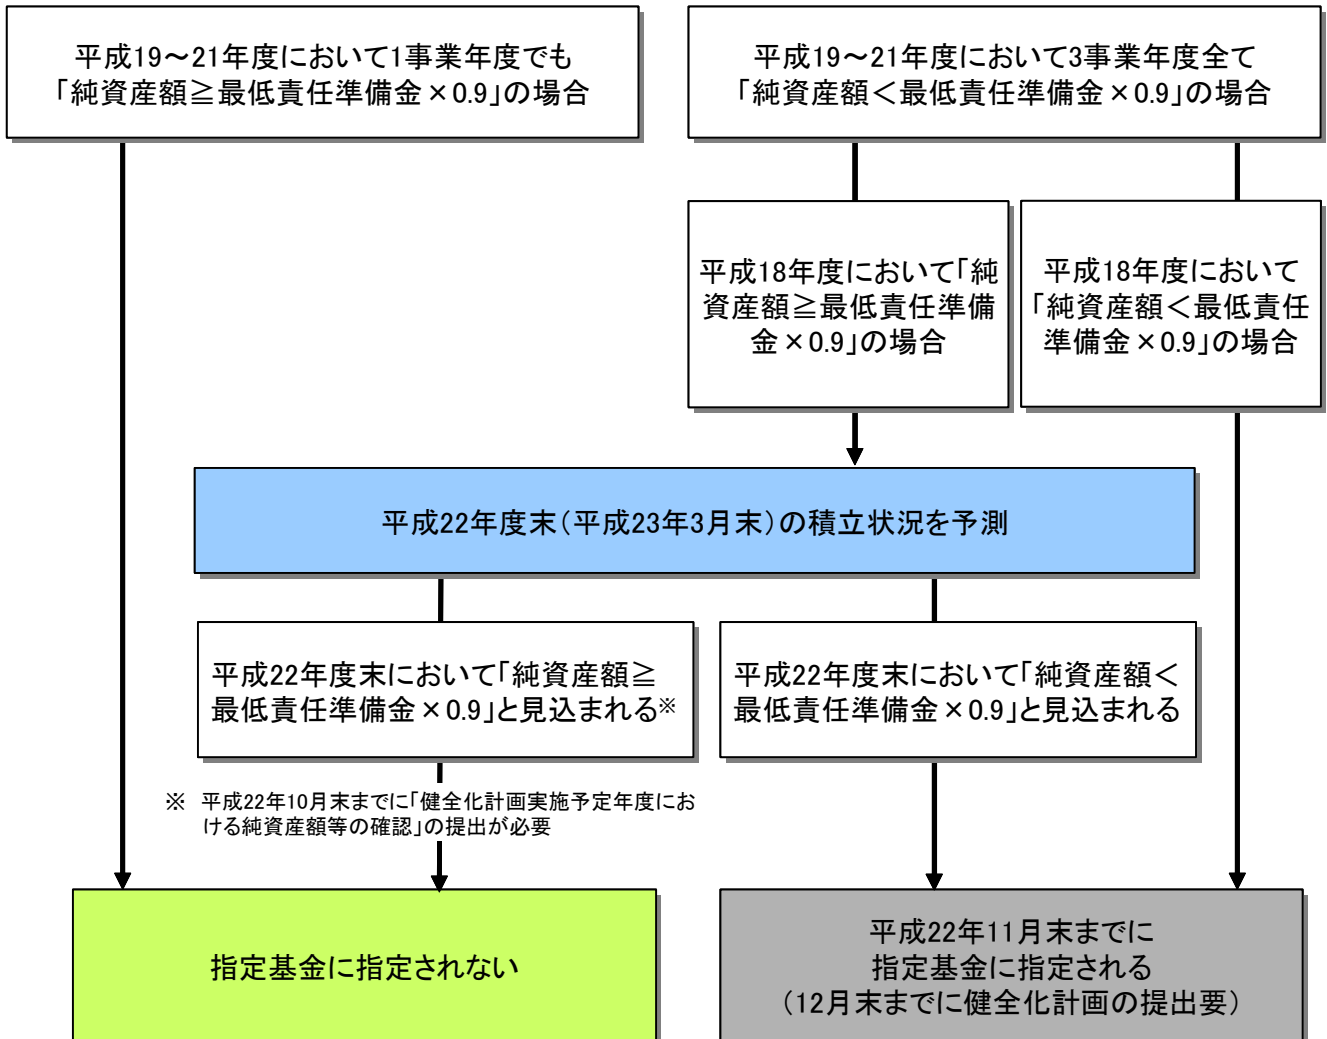 平成19～21年度において1事業年度でも
「純資産額≧最低責任準備金×0.9」の場合
平成19～21年度において3事業年度全て
「純資産額＜最低責任準備金×0.9」の場合
平成18年度において「純
資産額≧最低責任準備
金×0.9」の場合
平成18年度において
「純資産額＜最低責任
準備金×0.9」の場合
平成22年度末（平成23年3月末）の積立状況を予測
平成22年度末において「純資産額≧
最低責任準備金×0.9」と見込まれる※
平成22年度末において「純資産額＜
最低責任準備金×0.9」と見込まれる
※ 平成22年10月末までに「健全化計画実施予定年度にお
ける純資産額等の確認」の提出が必要
指定基金に指定されない
平成22年11月末までに
指定基金に指定される
（12月末までに健全化計画の提出要）